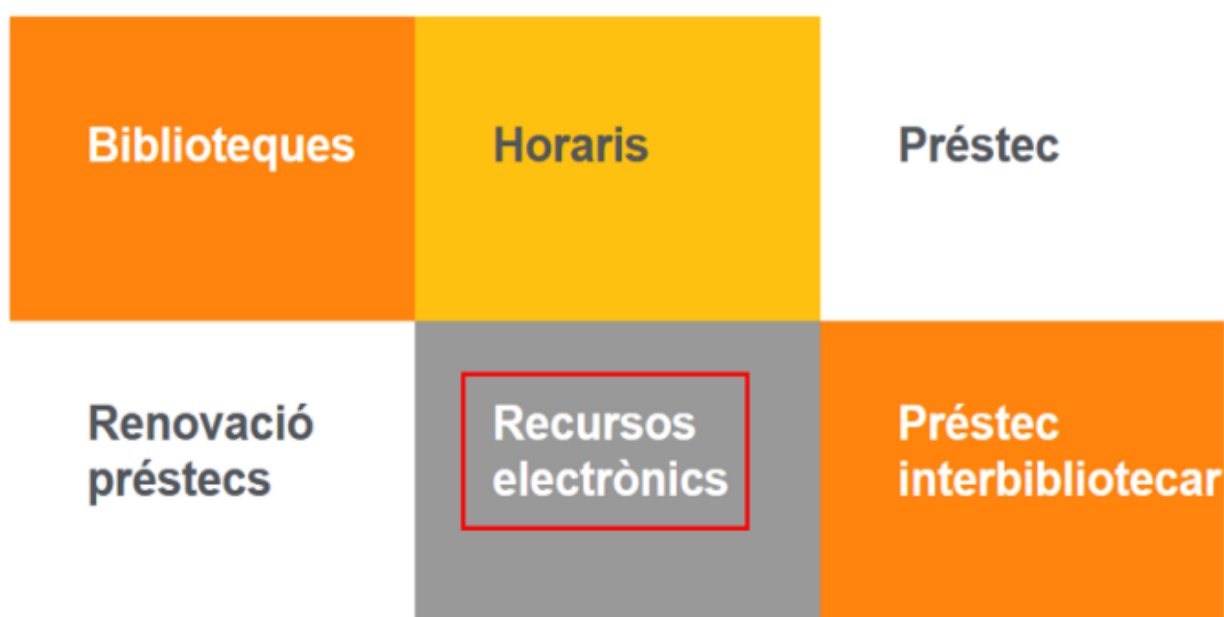 Biblioteques
Horaris
Préstec
Renovació
préstecs
Recursos
electrònics
Préstec
interbibliotecar